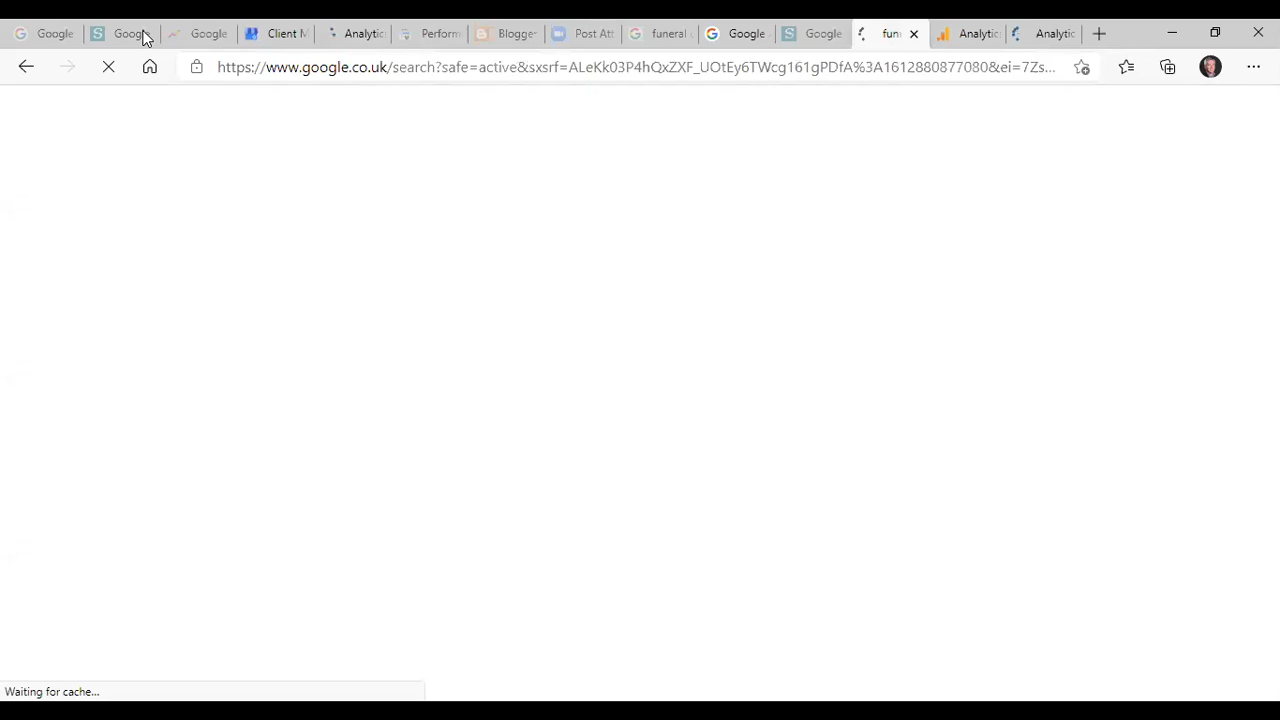 Google
Google
Google
Client M
Analytic
Perform
Blogge
Post Att
funeral
Google
Google
fun
Analytic
Analytic
https://www.google.co.uk/search?safe=active&sxsrf=ALeKk03P4hQxZXF_UOtEy6TWcg161gPDfA%3A1612880877080&ei=7Zs...
Waiting for cache...